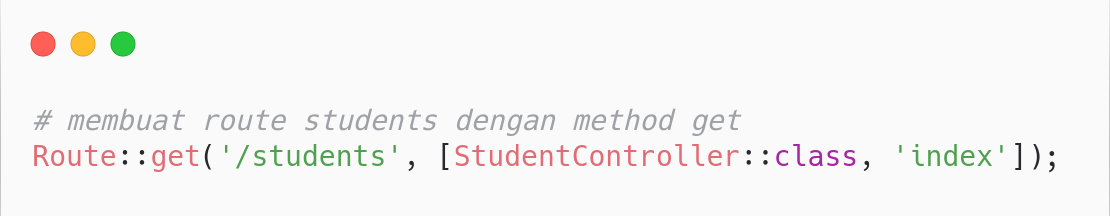 # membuat route students dengan method get
Route::get('/students', [StudentController::class, 'index']);